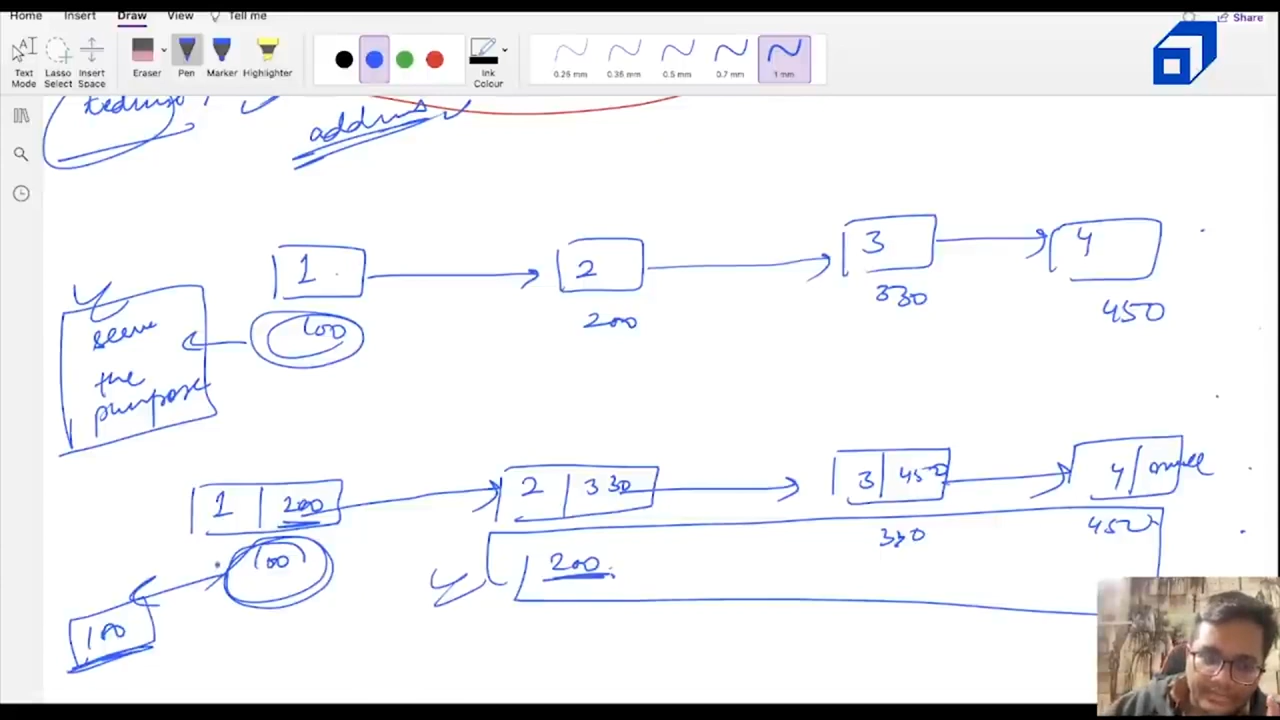 Home Insert Draw View Tell me Share
Text Mode Lasso Select Insert Space Eraser Pen Marker Highlighter Ink Colour 0.25 mm 0.35 mm 0.5 mm 0.7 mm 1 mm
address
1 2 3 4
100 200 330 450
serve
the
purpose
1 200 2 330 3 450 4
100 200 330 450
100